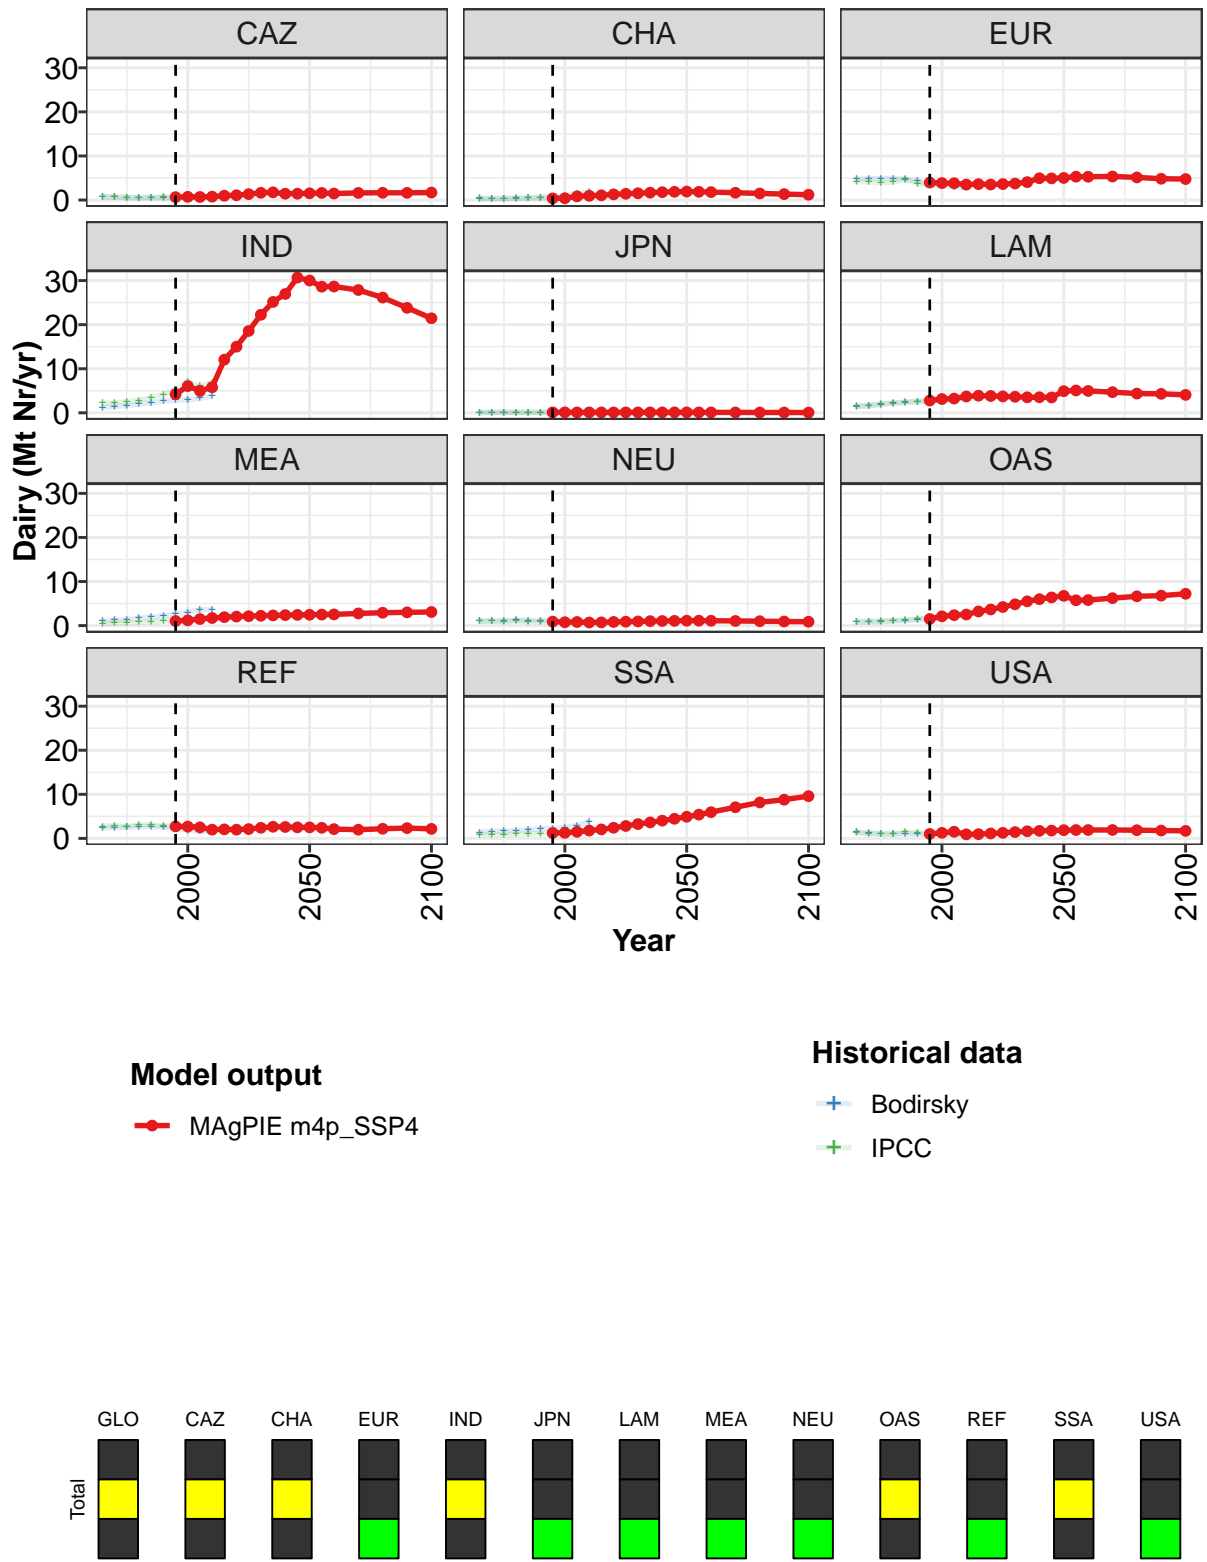 CAZ CHA EUR
30
20
10
0
IND JPN LAM
30
20
10
0
MEA NEU OAS
30
20
10
0
REF SSA USA
30
20
10
0
Dairy (Mt Nr/yr)
2000 2050 2100 2000 2050 2100 2000 2050 2100
Year
Model output
MAgPIE m4p_SSP4
Historical data
Bodirsky
IPCC
GLO CAZ CHA EUR IND JPN LAM MEA NEU OAS REF SSA USA
Total